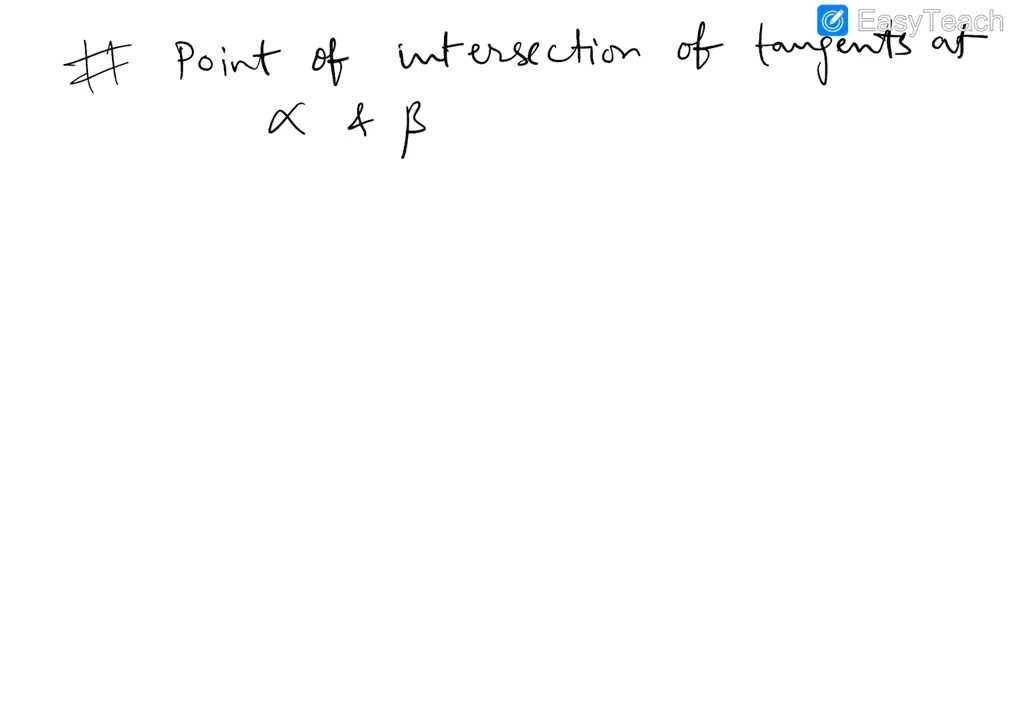 EasyTeach
# Point of intersection of tangents at
α & β